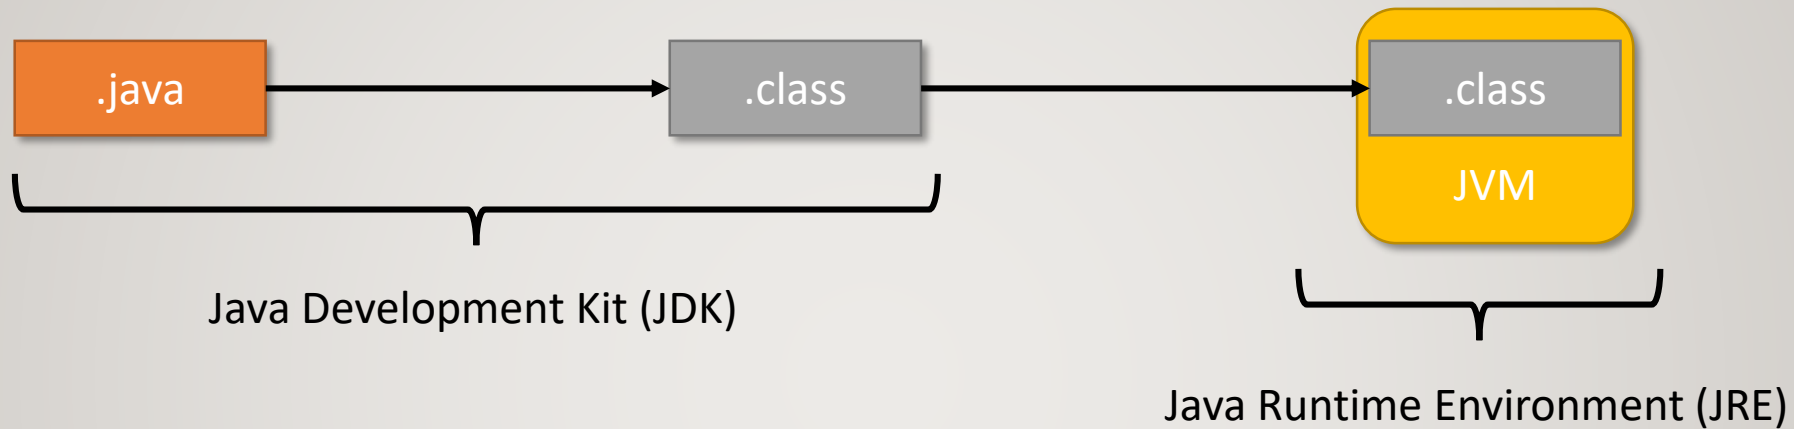 .java
.class
.class
JVM
Java Development Kit (JDK)
Java Runtime Environment (JRE)